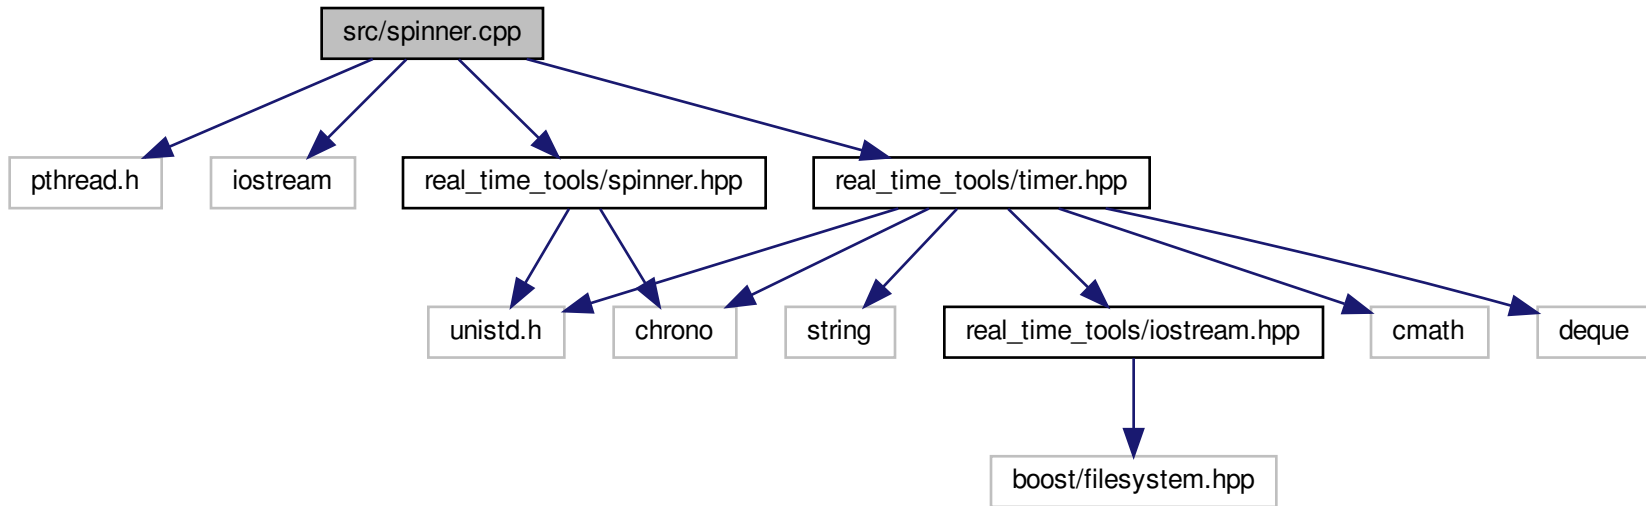 src/spinner.cpp
pthread.h
iostream
real_time_tools/spinner.hpp
real_time_tools/timer.hpp
unistd.h
chrono
string
real_time_tools/iostream.hpp
cmath
deque
boost/filesystem.hpp